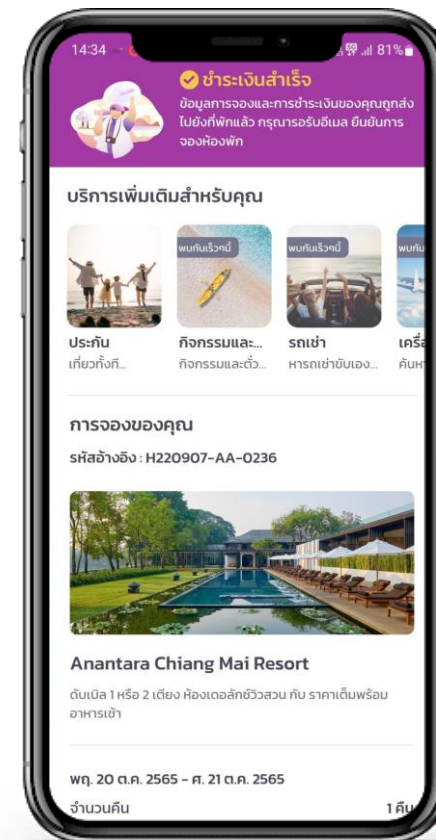 14:34
81%
ชำระเงินสำเร็จ
ข้อมูลการจองและการชำระเงินของคุณถูกส่ง
ไปยังที่พักแล้ว กรุณารอรับอีเมล ยืนยันการ
จองห้องพัก
บริการเพิ่มเติมสำหรับคุณ
พบกันเร็วๆนี้ พบกันเร็วๆนี้ พบกัน
ประกัน กิจกรรมและ... รถเช่า เครื่อ
เที่ยวทั้งที... กิจกรรมและตั๋ว... หารถเช่าขับเอง... ค้นห
การจองของคุณ
รหัสอ้างอิง : H220907-AA-0236
Anantara Chiang Mai Resort
ดับเบิล 1 หรือ 2 เตียง ห้องเดอลักซ์วิวสวน กับ ราคาเต็มพร้อม
อาหารเช้า
พฤ. 20 ต.ค. 2565 - ศ. 21 ต.ค. 2565
จำนวนคืน 1 คืน